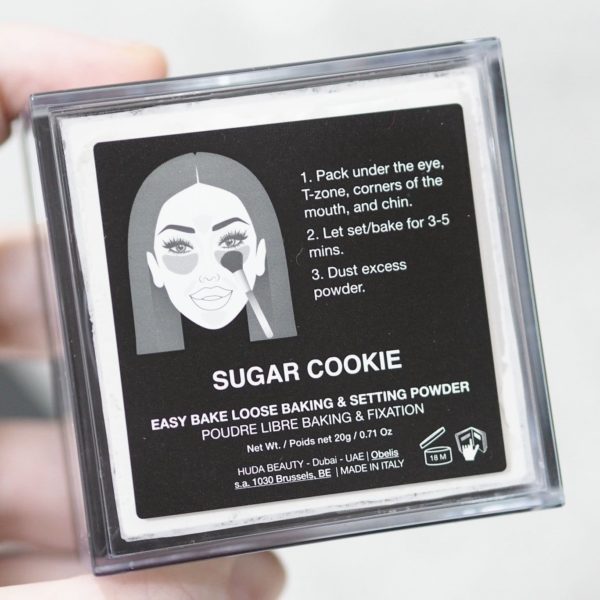 1. Pack under the eye,
T-zone, corners of the
mouth, and chin.
2. Let set/bake for 3-5
mins.
3. Dust excess
powder.
SUGAR COOKIE
EASY BAKE LOOSE BAKING & SETTING POWDER
POUDRE LIBRE BAKING & FIXATION
Net Wt. / Poids net 20g / 0.71 Oz
HUDA BEAUTY - Dubai - UAE | Obelis
s.a. 1030 Brussels, BE | MADE IN ITALY
18 M